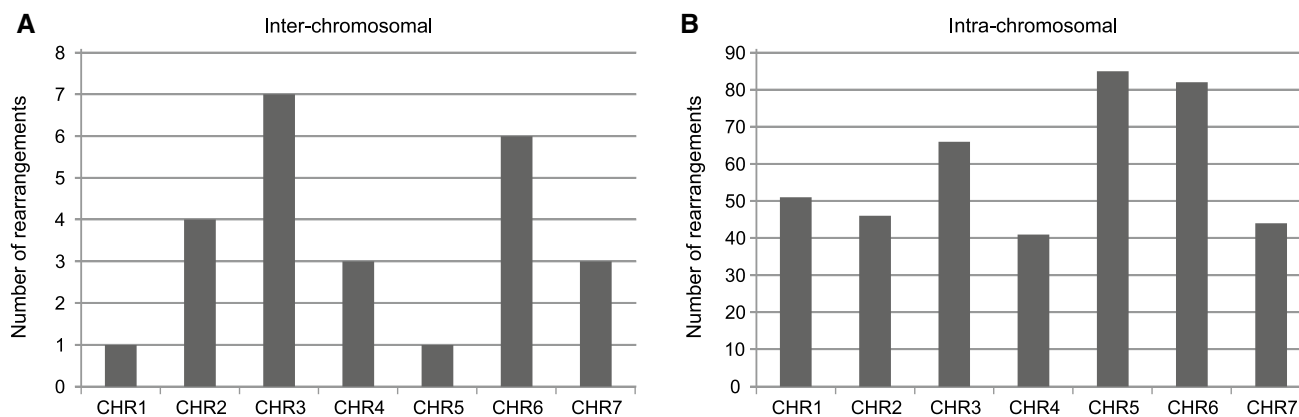 A
Inter-chromosomal
Number of rearrangements
8
7
6
5
4
3
2
1
0
CHR1 CHR2 CHR3 CHR4 CHR5 CHR6 CHR7
B
Intra-chromosomal
Number of rearrangements
90
80
70
60
50
40
30
20
10
0
CHR1 CHR2 CHR3 CHR4 CHR5 CHR6 CHR7